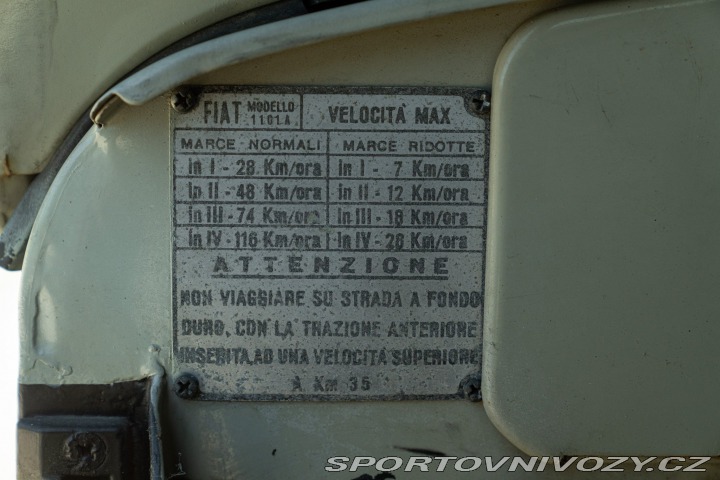 FIAT MODELLO 1101.A VELOCITÀ MAX
MARCE NORMALI MARCE RIDOTTE
In I - 28 Km/ora In I - 7 Km/ora
In II - 48 Km/ora In II - 12 Km/ora
In III - 74 Km/ora In III - 18 Km/ora
In IV - 116 Km/ora In IV - 28 Km/ora
ATTENZIONE
NON VIAGGIARE SU STRADA A FONDO
DURO, CON LA TRAZIONE ANTERIORE
INSERITA, AD UNA VELOCITÀ SUPERIORE
A Km 35
SPORTOVNIVOZY.CZ